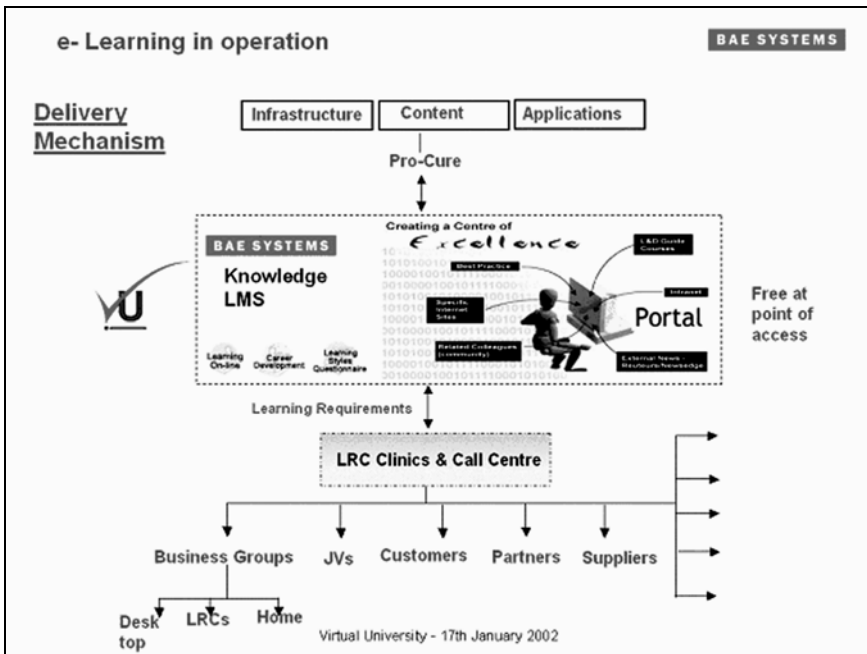 e- Learning in operation
BAE SYSTEMS
Delivery
Mechanism
Infrastructure
Content
Applications
Pro-Cure
Creating a Centre of
Excellence
BAE SYSTEMS
Knowledge
LMS
L&D Guide
Courses
Best Practice
Intranet
Specific
Internet
Sites
Portal
Related Colleagues
(community)
External News -
Reuters/Newsedge
Learning
On-line
Career
Development
Learning
Styles
Questionnaire
U
Free at
point of
access
Learning Requirements
LRC Clinics & Call Centre
Business Groups
JVs
Customers
Partners
Suppliers
Desk
top
LRCs
Home
Virtual University - 17th January 2002